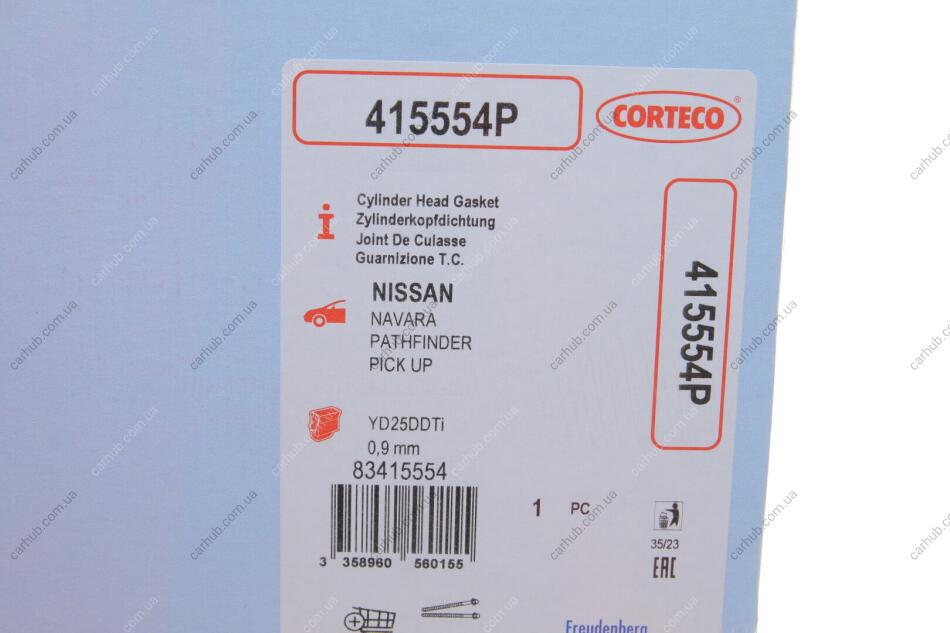 415554P
CORTECO®
Cylinder Head Gasket
Zylinderkopfdichtung
Joint De Culasse
Guarnizione T.C.
NISSAN
NAVARA
PATHFINDER
PICK UP
415554P
YD25DDTi
0,9 mm
83415554
1 PC
3 358960 560155
35/23
EAC
Freudenberg
carhub.com.ua